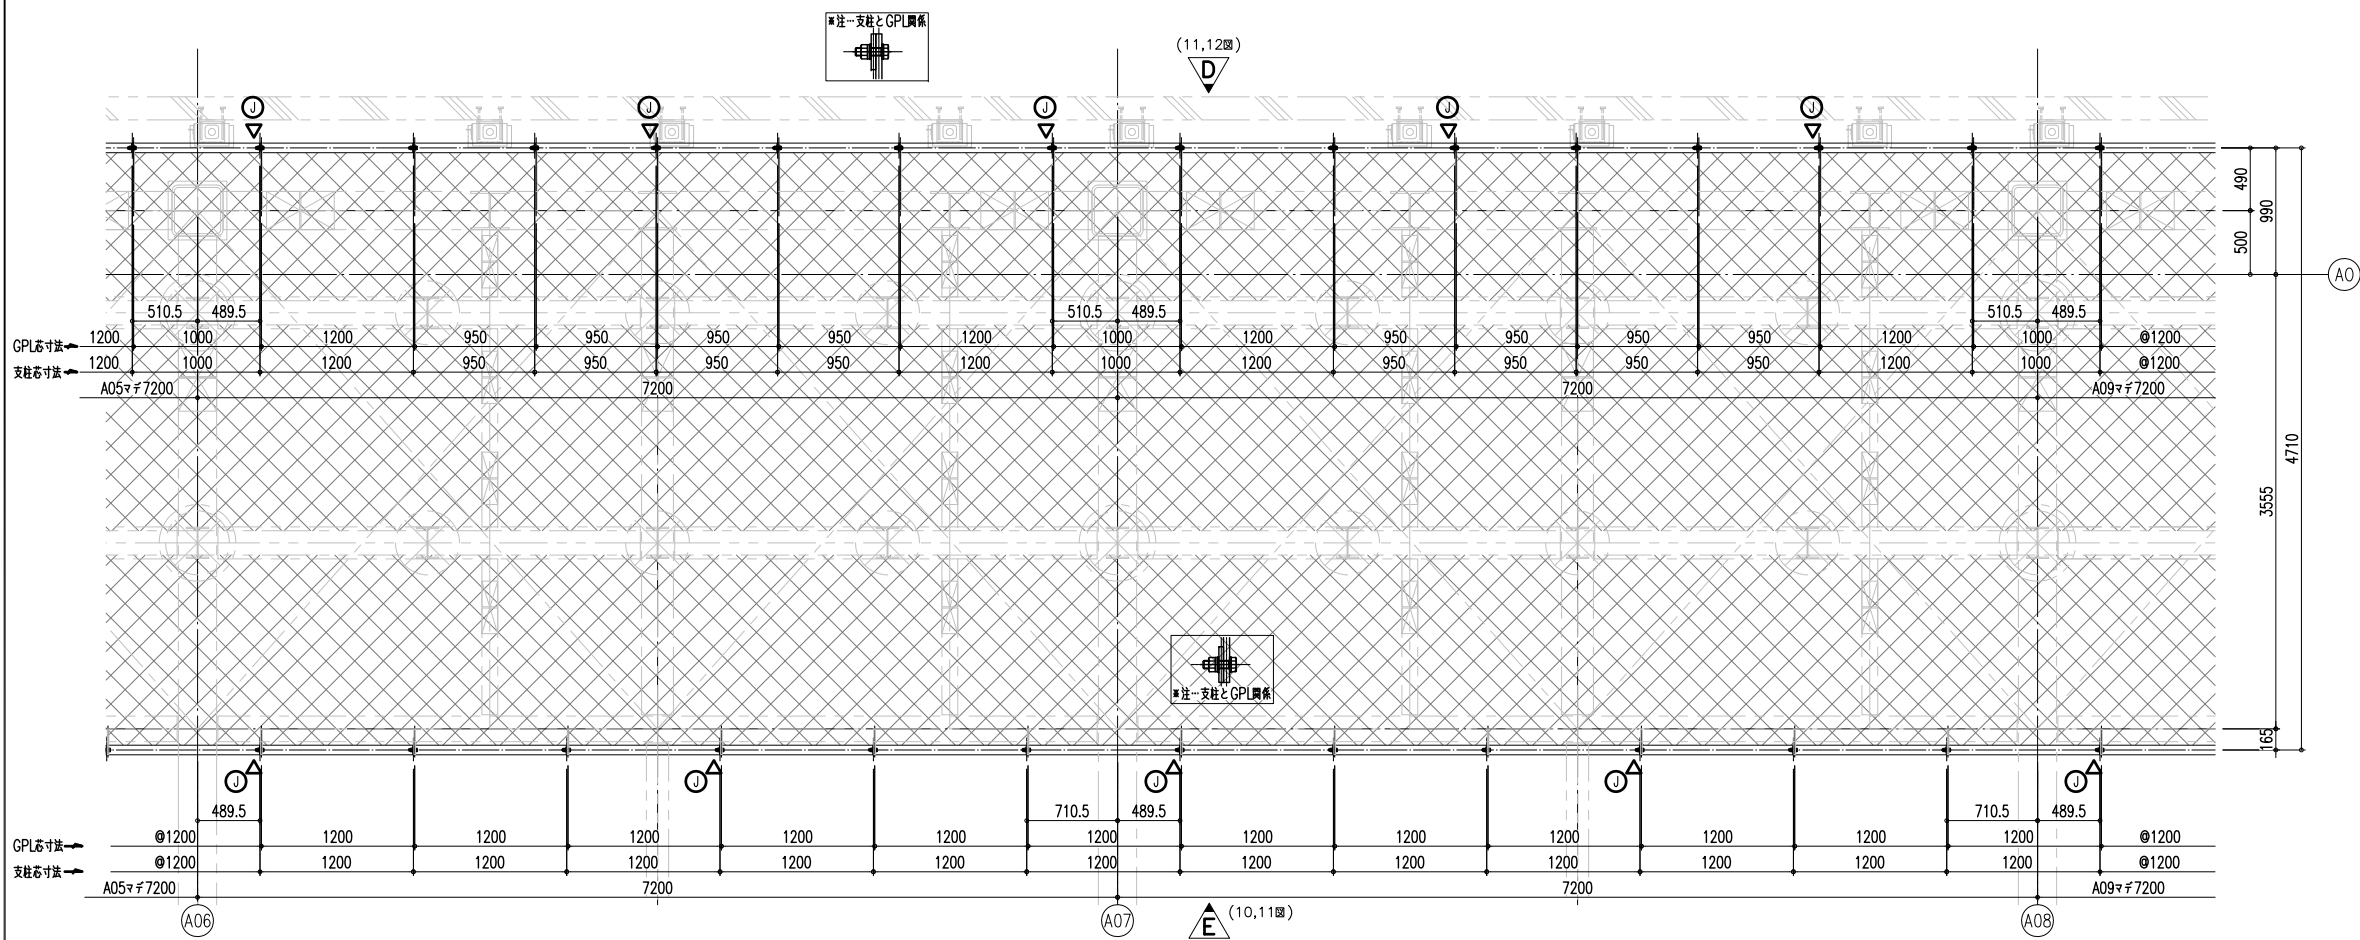 ※注…支柱とGPL関係
(11,12図)
D
J J J J J
490
990
500
A0
4710
3555
165
510.5 489.5 510.5 489.5 510.5 489.5
GPL芯寸法 1200 1000 1200 950 950 950 950 1200 1000 1200 950 950 950 950 1200 1000 @1200
支柱芯寸法 1200 1000 1200 950 950 950 950 1200 1000 1200 950 950 950 950 1200 1000 @1200
A05マデ7200 7200 7200 A09マデ7200
※注…支柱とGPL関係
J J J J J
489.5 710.5 489.5 710.5 489.5
GPL芯寸法 @1200 1200 1200 1200 1200 1200 1200 1200 1200 1200 1200 1200 1200 @1200
支柱芯寸法 @1200 1200 1200 1200 1200 1200 1200 1200 1200 1200 1200 1200 1200 @1200
A05マデ7200 7200 7200 A09マデ7200
A06 A07 E (10,11図) A08